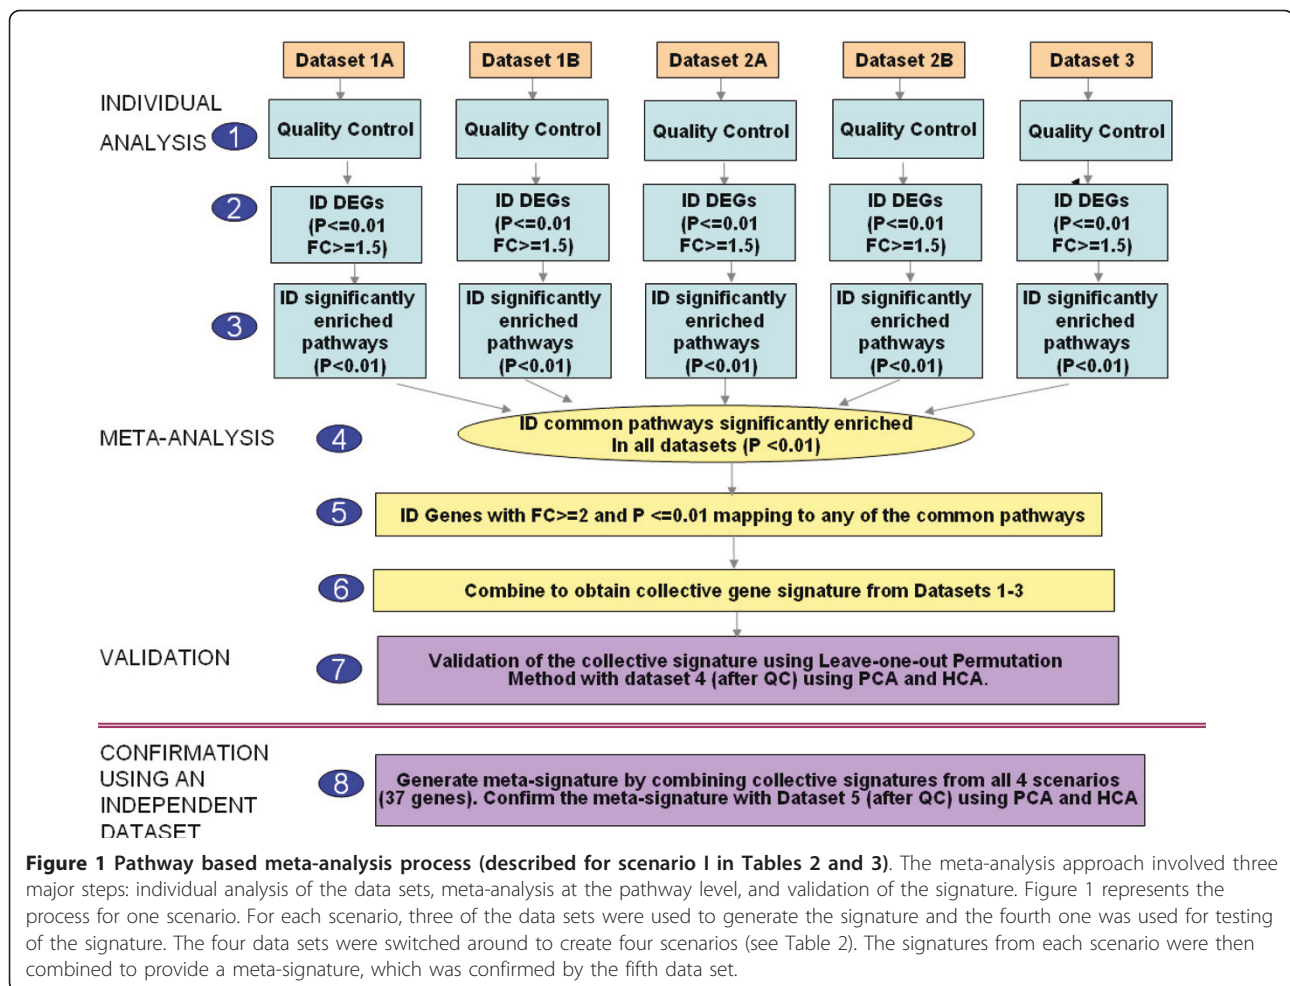 Dataset 1A
Dataset 1B
Dataset 2A
Dataset 2B
Dataset 3
INDIVIDUAL
ANALYSIS
1
Quality Control
Quality Control
Quality Control
Quality Control
Quality Control
2
ID DEGs
(P<=0.01
FC>=1.5)
ID DEGs
(P<=0.01
FC>=1.5)
ID DEGs
(P<=0.01
FC>=1.5)
ID DEGs
(P<=0.01
FC>=1.5)
ID DEGs
(P<=0.01
FC>=1.5)
3
ID significantly
enriched
pathways
(P<0.01)
ID significantly
enriched
pathways
(P<0.01)
ID significantly
enriched
pathways
(P<0.01)
ID significantly
enriched
pathways
(P<0.01)
ID significantly
enriched
pathways
(P<0.01)
META-ANALYSIS
4
ID common pathways significantly enriched
In all datasets (P <0.01)
5
ID Genes with FC>=2 and P <=0.01 mapping to any of the common pathways
6
Combine to obtain collective gene signature from Datasets 1-3
VALIDATION
7
Validation of the collective signature using Leave-one-out Permutation
Method with dataset 4 (after QC) using PCA and HCA.
CONFIRMATION
USING AN
INDEPENDENT
DATASET
8
Generate meta-signature by combining collective signatures from all 4 scenarios
(37 genes). Confirm the meta-signature with Dataset 5 (after QC) using PCA and HCA
Figure 1 Pathway based meta-analysis process (described for scenario I in Tables 2 and 3). The meta-analysis approach involved three
major steps: individual analysis of the data sets, meta-analysis at the pathway level, and validation of the signature. Figure 1 represents the
process for one scenario. For each scenario, three of the data sets were used to generate the signature and the fourth one was used for testing
of the signature. The four data sets were switched around to create four scenarios (see Table 2). The signatures from each scenario were then
combined to provide a meta-signature, which was confirmed by the fifth data set.